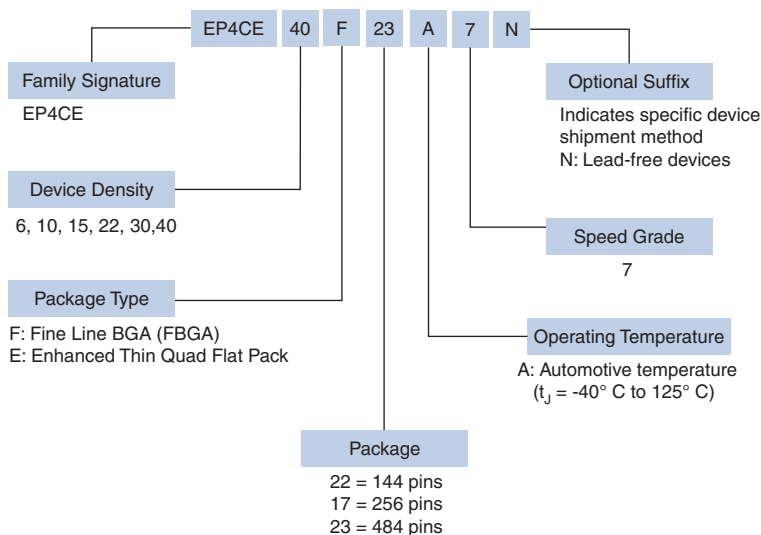 EP4CE 40 F 23 A 7 N
Family Signature
EP4CE
Optional Suffix
Indicates specific device
shipment method
N: Lead-free devices
Device Density
6, 10, 15, 22, 30,40
Speed Grade
7
Package Type
F: Fine Line BGA (FBGA)
E: Enhanced Thin Quad Flat Pack
Operating Temperature
A: Automotive temperature
(tJ = -40° C to 125° C)
Package
22 = 144 pins
17 = 256 pins
23 = 484 pins